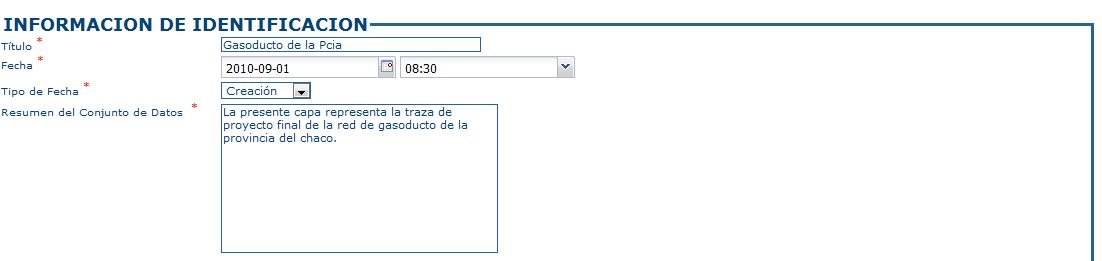 INFORMACION DE IDENTIFICACION
Título * Gasoducto de la Pcia
Fecha * 2010-09-01 08:30
Tipo de Fecha * Creación
Resumen del Conjunto de Datos * La presente capa representa la traza de
proyecto final de la red de gasoducto de la
provincia del chaco.